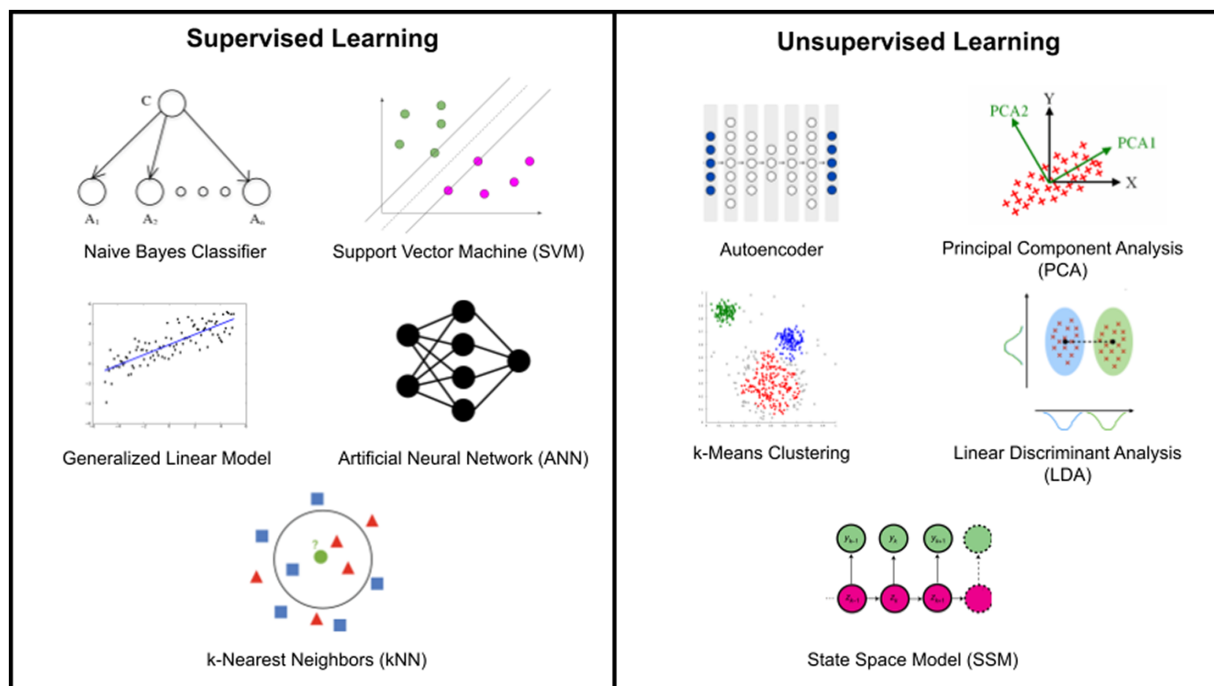 Supervised Learning
C
A₁ A₂ Aₙ
Naive Bayes Classifier
Support Vector Machine (SVM)
Generalized Linear Model
Artificial Neural Network (ANN)
?
k-Nearest Neighbors (kNN)
Unsupervised Learning
Autoencoder
Y
PCA2
PCA1
X
Principal Component Analysis
(PCA)
k-Means Clustering
Linear Discriminant Analysis
(LDA)
State Space Model (SSM)